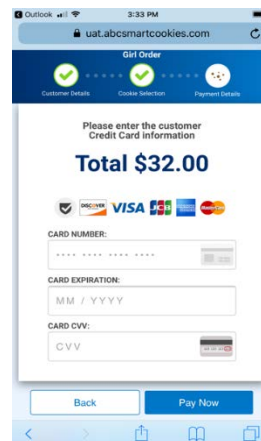 Outlook 3:33 PM
uat.abcsmartcookies.com
Girl Order
Customer Details Cookie Selection Payment Details
Please enter the customer
Credit Card information
Total $32.00
DISCOVER VISA JCB MasterCard
CARD NUMBER:
CARD EXPIRATION:
MM / YYYY
CARD CVV:
CVV
Back Pay Now